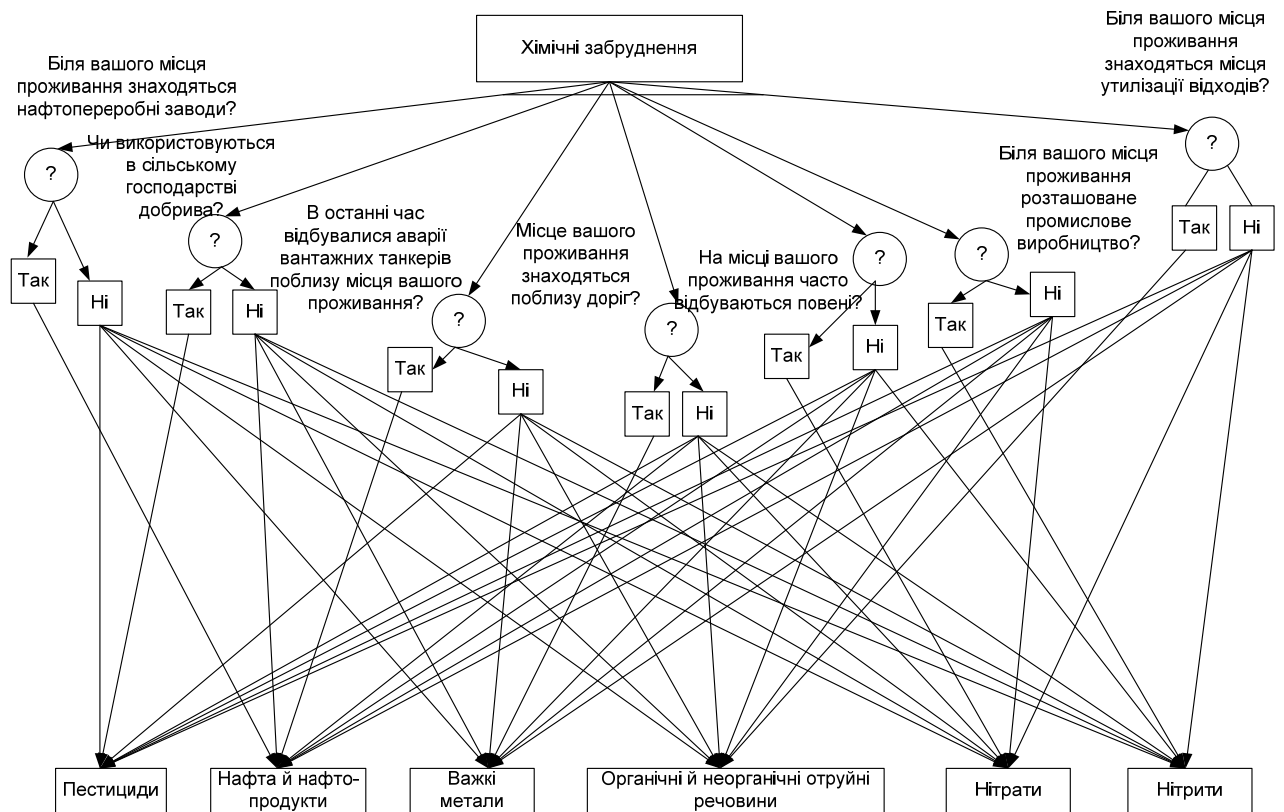 Хімічні забруднення
Біля вашого місця
проживання знаходяться
нафтопереробні заводи?
?
Так
Ні
Чи використовуються
в сільському
господарстві
добрива?
?
Так
Ні
В останні час
відбувалися аварії
вантажних танкерів
поблизу місця вашого
проживання?
?
Так
Ні
Місце вашого
проживання
знаходяться
поблизу доріг?
?
Так
Ні
На місці вашого
проживання часто
відбуваються повені?
?
Так
Ні
Біля вашого місця
проживання
розташоване
промислове
виробництво?
?
Так
Ні
Біля вашого місця
проживання
знаходяться місця
утилізації відходів?
?
Так
Ні
Пестициди
Нафта й нафто-
продукти
Важкі
метали
Органічні й неорганічні отруйні
речовини
Нітрати
Нітрити